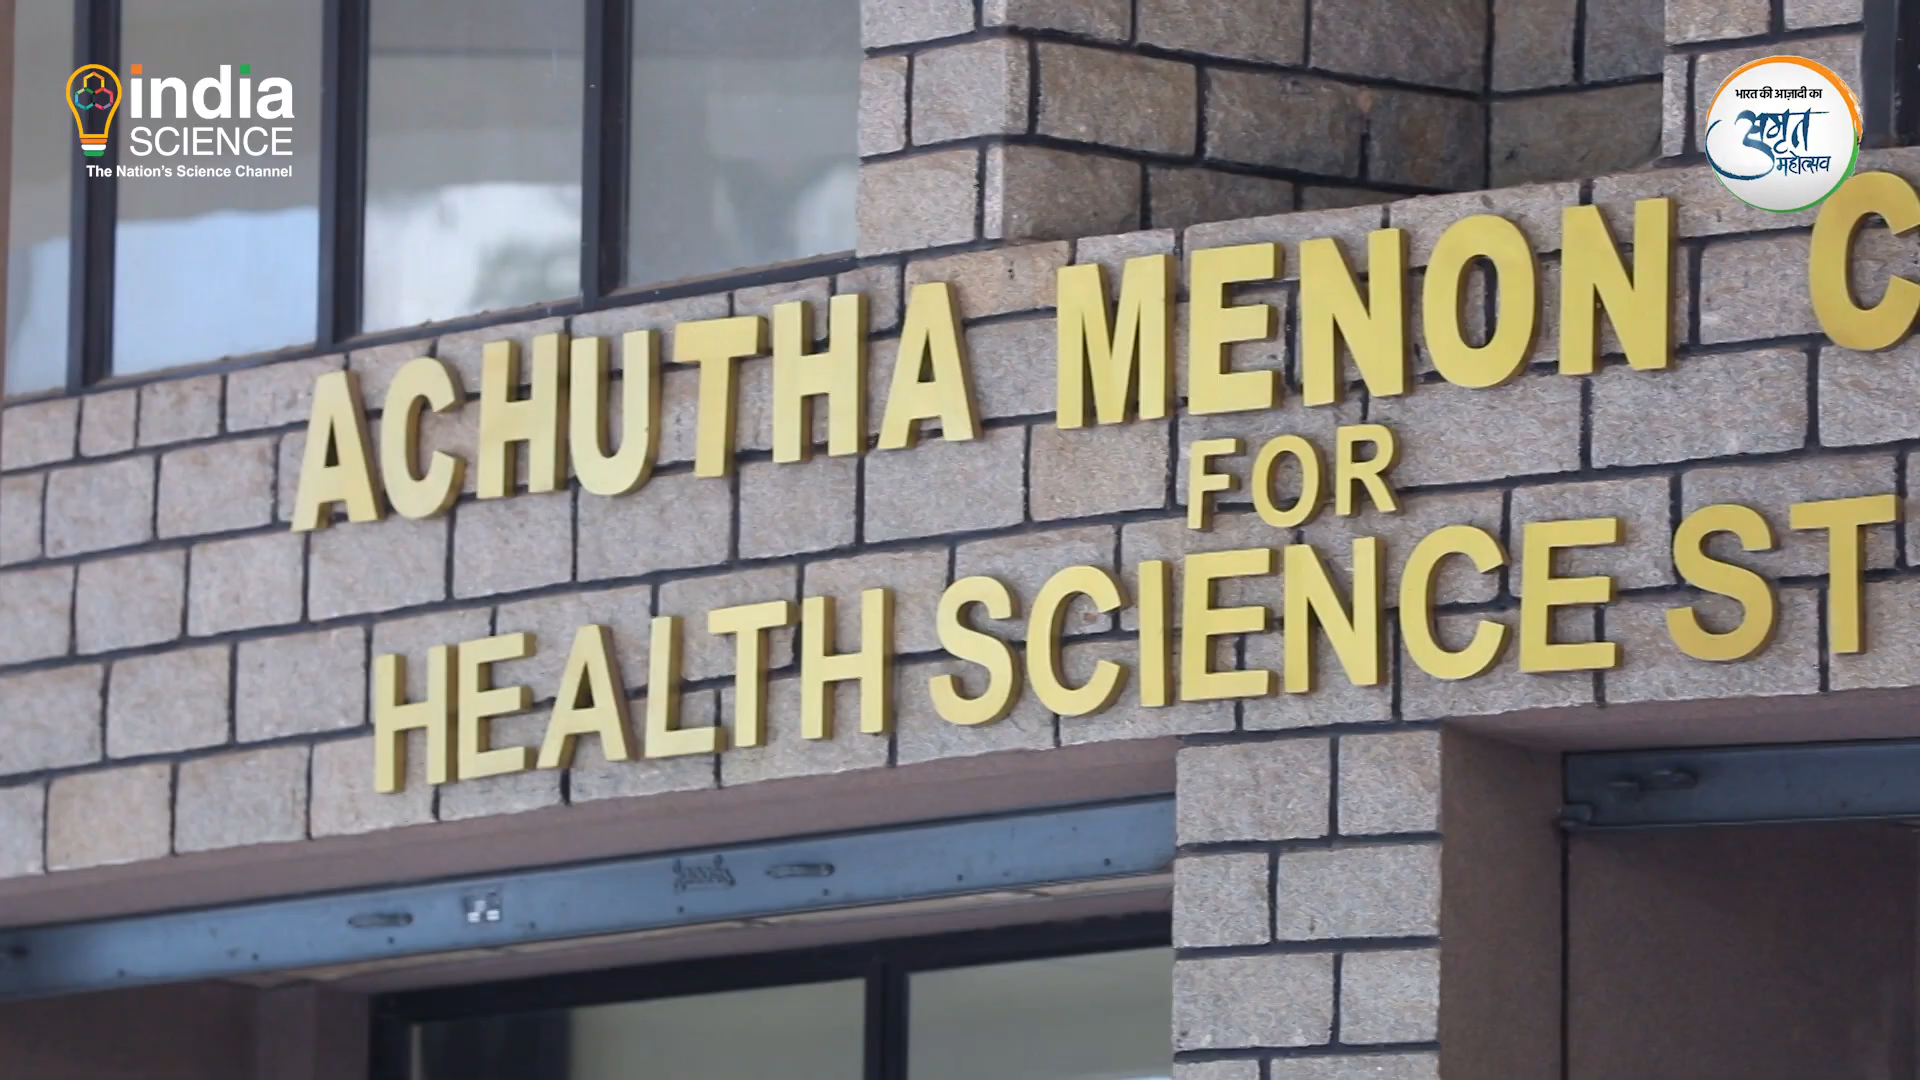 india
SCIENCE
The Nation's Science Channel
भारत की आज़ादी का
अमृत
महोत्सव
ACHUTHA MENON C
FOR
HEALTH SCIENCE ST